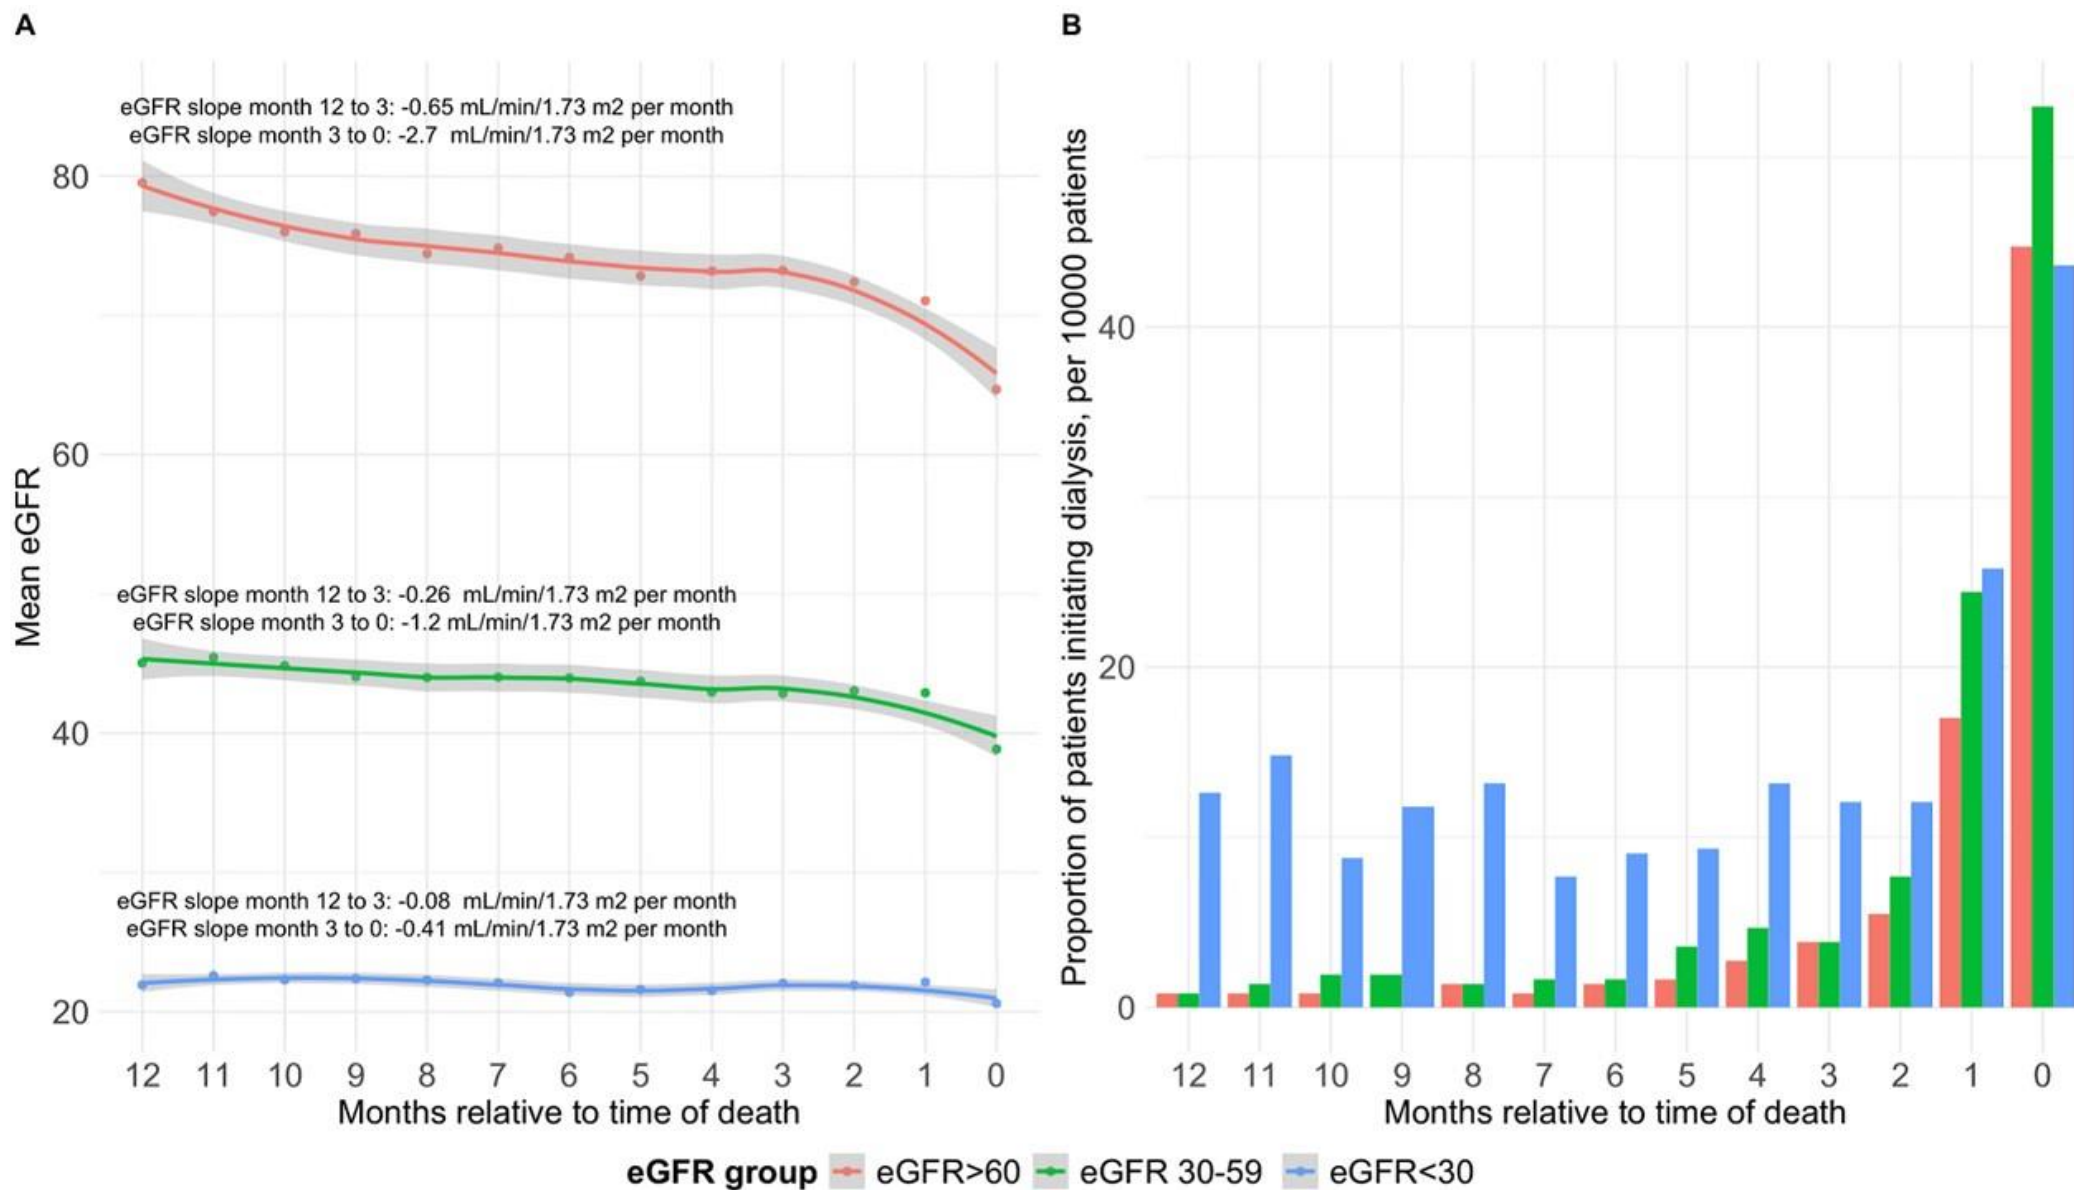 A
eGFR slope month 12 to 3: -0.65 mL/min/1.73 m2 per month
eGFR slope month 3 to 0: -2.7  mL/min/1.73 m2 per month
80
60
40
20
Mean eGFR
eGFR slope month 12 to 3: -0.26  mL/min/1.73 m2 per month
eGFR slope month 3 to 0: -1.2 mL/min/1.73 m2 per month
eGFR slope month 12 to 3: -0.08  mL/min/1.73 m2 per month
eGFR slope month 3 to 0: -0.41 mL/min/1.73 m2 per month
12 11 10 9 8 7 6 5 4 3 2 1 0
Months relative to time of death
B
Proportion of patients initiating dialysis, per 10000 patients
40
20
0
12 11 10 9 8 7 6 5 4 3 2 1 0
Months relative to time of death
eGFR group eGFR>60 eGFR 30-59 eGFR<30